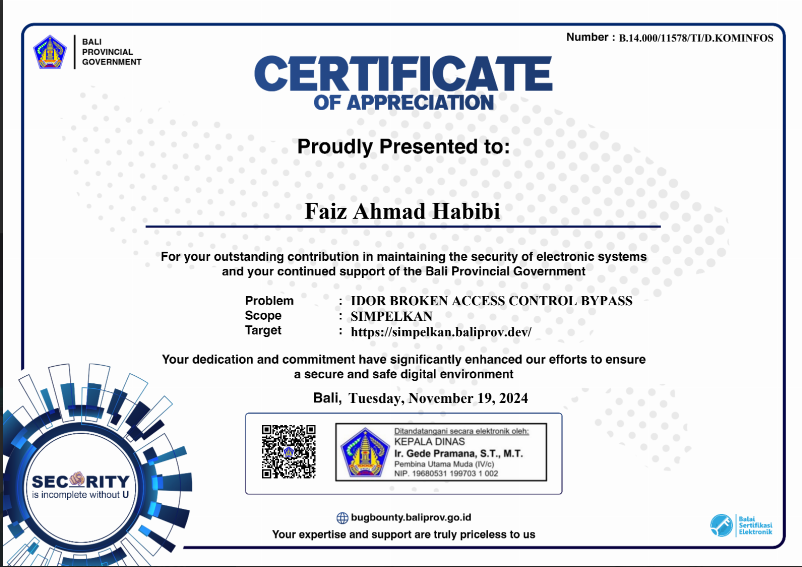 BALI
PROVINCIAL
GOVERNMENT
Number : B.14.000/11578/TI/D.KOMINFOS
CERTIFICATE
OF APPRECIATION
Proudly Presented to:
Faiz Ahmad Habibi
For your outstanding contribution in maintaining the security of electronic systems
and your continued support of the Bali Provincial Government
Problem : IDOR BROKEN ACCESS CONTROL BYPASS
Scope : SIMPELKAN
Target : https://simpelkan.baliprov.dev/
Your dedication and commitment have significantly enhanced our efforts to ensure
a secure and safe digital environment
Bali, Tuesday, November 19, 2024
Ditandatangani secara elektronik oleh:
KEPALA DINAS
Ir. Gede Pramana, S.T., M.T.
Pembina Utama Muda (IV/c)
NIP. 19680531 199703 1 002
SECURITY
is incomplete without U
bugbounty.baliprov.go.id
Your expertise and support are truly priceless to us
Balai
Sertifikasi
Elektronik